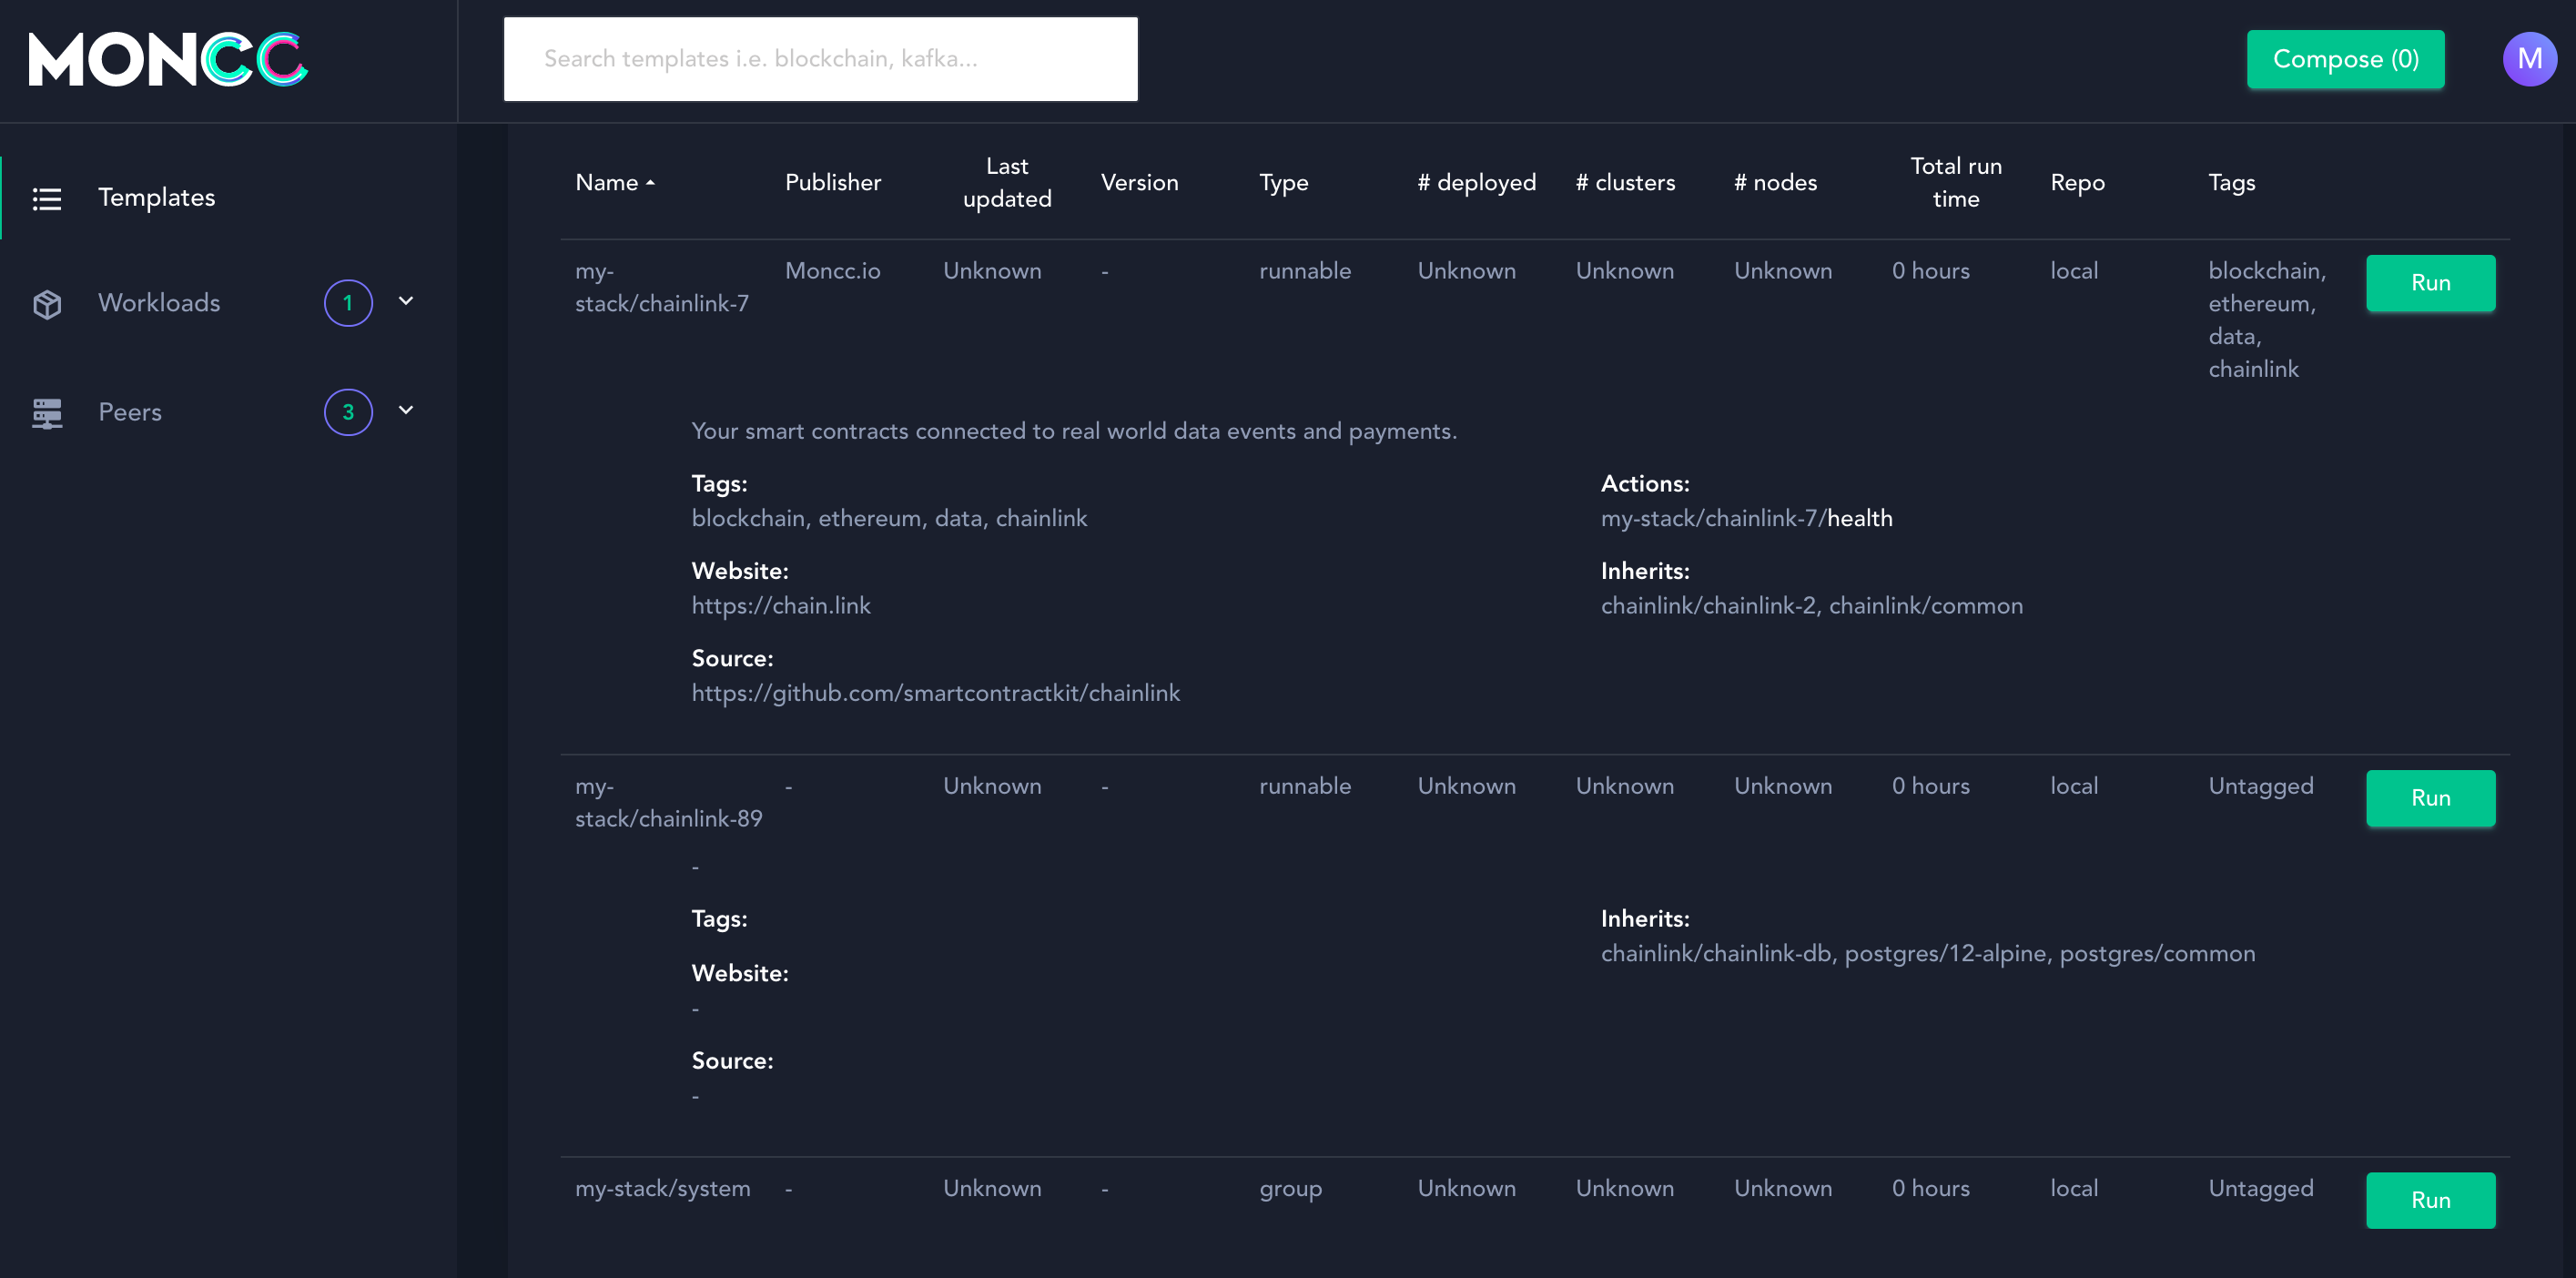 MONCC
Search templates i.e. blockchain, kafka...
Compose (0)
M
Templates
Workloads 1
Peers 3
Name Publisher Last updated Version Type # deployed # clusters # nodes Total run time Repo Tags
my-stack/chainlink-7 Moncc.io Unknown - runnable Unknown Unknown Unknown 0 hours local blockchain, ethereum, data, chainlink Run
Your smart contracts connected to real world data events and payments.
Tags:
blockchain, ethereum, data, chainlink
Website:
https://chain.link
Source:
https://github.com/smartcontractkit/chainlink
Actions:
my-stack/chainlink-7/health
Inherits:
chainlink/chainlink-2, chainlink/common
my-stack/chainlink-89 - Unknown - runnable Unknown Unknown Unknown 0 hours local Untagged Run
-
Tags:
Website:
-
Source:
-
Inherits:
chainlink/chainlink-db, postgres/12-alpine, postgres/common
my-stack/system - Unknown - group Unknown Unknown Unknown 0 hours local Untagged Run